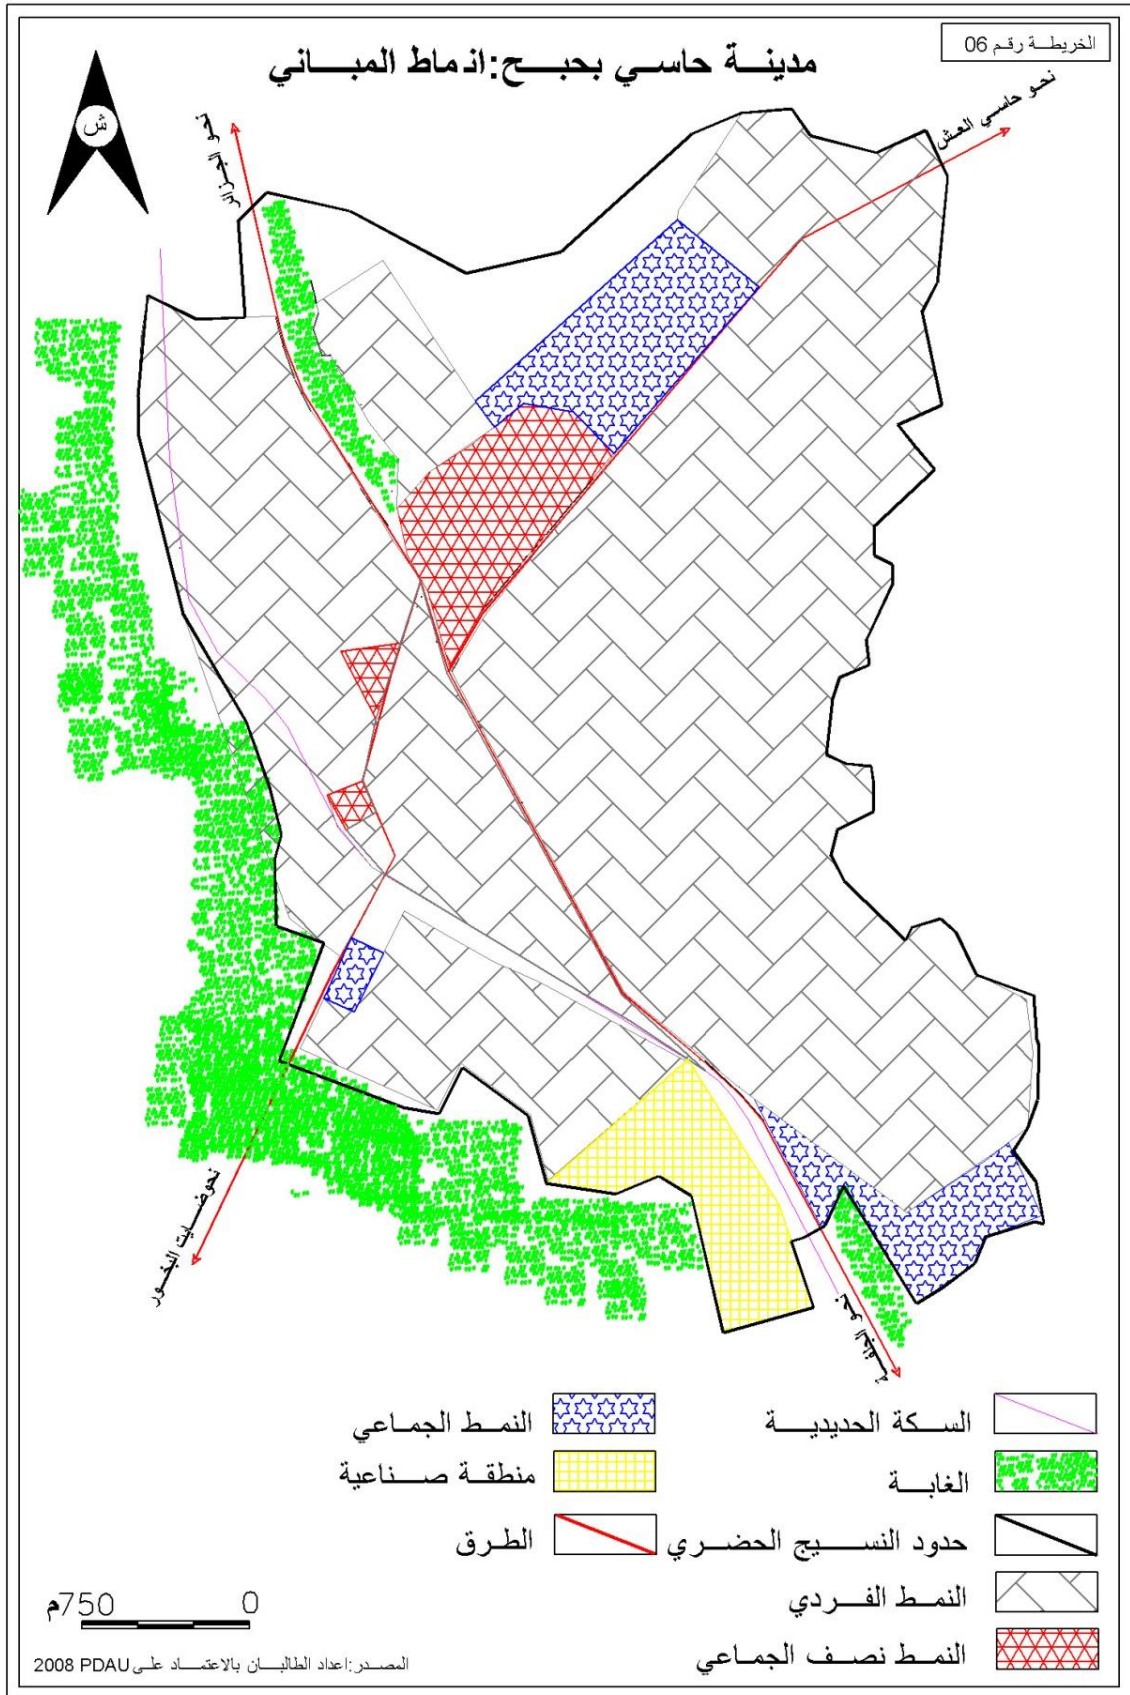 الخريطة رقم 06
مدينة حاسي بحبح:انماط المباني
ش
نحو الجزائر
نحو حاسي العش
نحوضايت البخور
نحو الجلفة
السكة الحديدية
النمط الجماعي
الغابة
منطقة صناعية
حدود النسيج الحضري
الطرق
النمط الفردي
النمط نصف الجماعي
750م
0
المصدر:اعداد الطالبان بالاعتماد على PDAU 2008